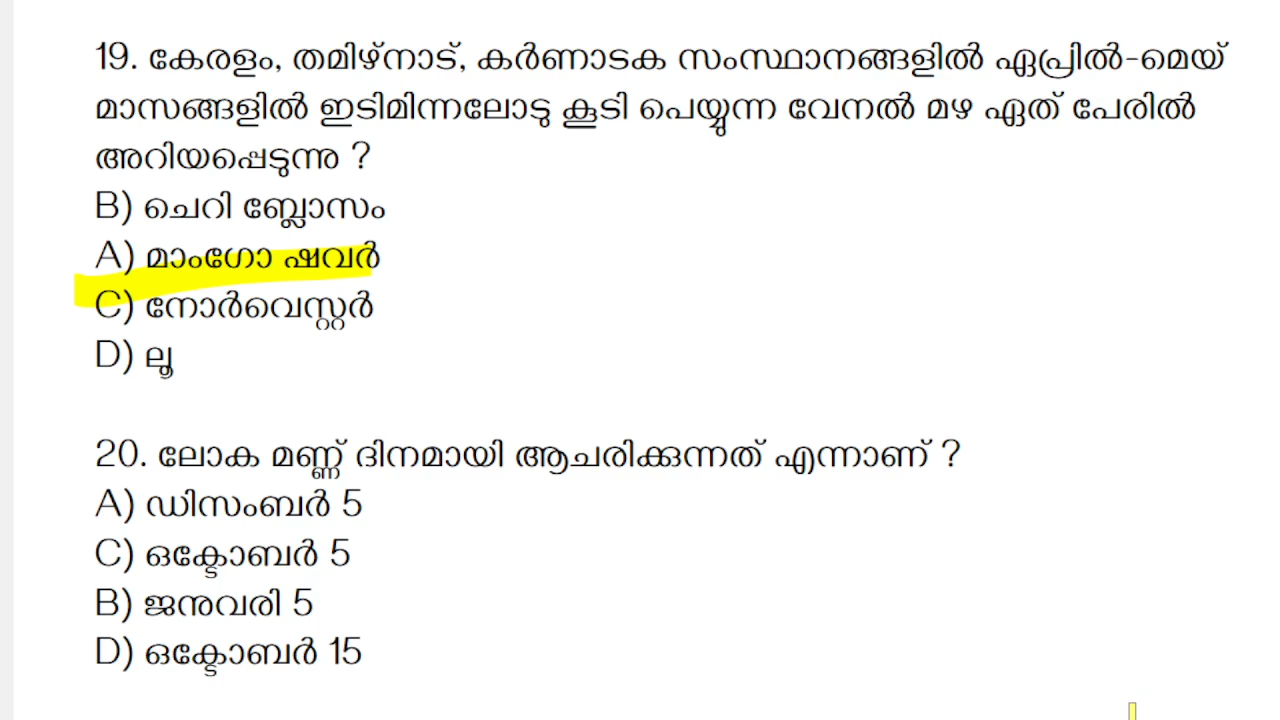 19. കേരളം, തമിഴ്നാട്, കർണാടക സംസ്ഥാനങ്ങളിൽ ഏപ്രിൽ-മെയ്
മാസങ്ങളിൽ ഇടിമിന്നലോടു കൂടി പെയ്യുന്ന വേനൽ മഴ ഏത് പേരിൽ
അറിയപ്പെടുന്നു ?
B) ചെറി ബ്ലോസം
A) മാംഗോ ഷവർ
C) നോർവെസ്റ്റർ
D) ലൂ
20. ലോക മണ്ണ് ദിനമായി ആചരിക്കുന്നത് എന്നാണ് ?
A) ഡിസംബർ 5
C) ഒക്ടോബർ 5
B) ജനുവരി 5
D) ഒക്ടോബർ 15